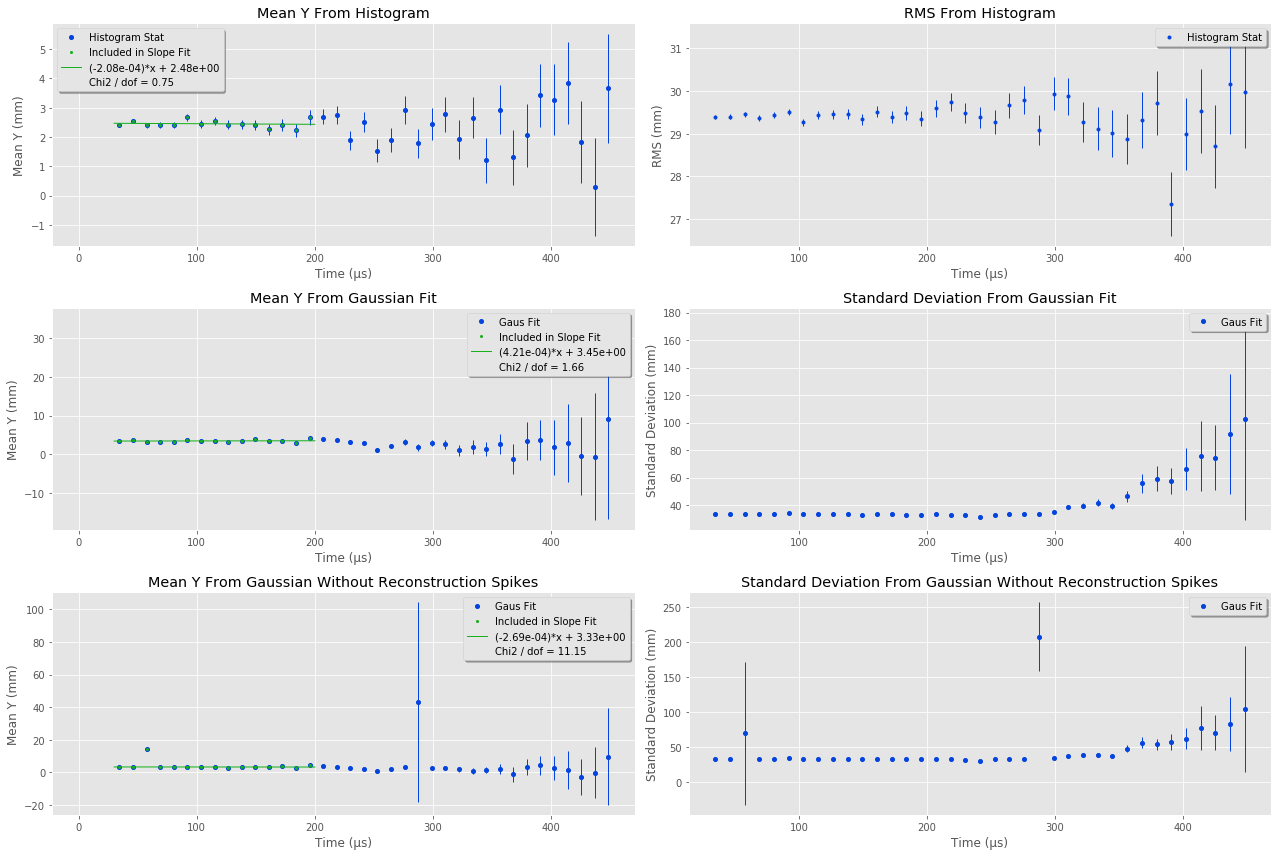 Mean Y From Histogram
Mean Y (mm)
5
4
3
2
1
0
−1
Histogram Stat
Included in Slope Fit
(-2.08e-04)*x + 2.48e+00
Chi2 / dof = 0.75
0 100 200 300 400
Time (μs)
RMS From Histogram
RMS (mm)
31
30
29
28
27
Histogram Stat
100 200 300 400
Time (μs)
Mean Y From Gaussian Fit
Mean Y (mm)
30
20
10
0
−10
Gaus Fit
Included in Slope Fit
(4.21e-04)*x + 3.45e+00
Chi2 / dof = 1.66
0 100 200 300 400
Time (μs)
Standard Deviation From Gaussian Fit
Standard Deviation (mm)
180
160
140
120
100
80
60
40
Gaus Fit
100 200 300 400
Time (μs)
Mean Y From Gaussian Without Reconstruction Spikes
Mean Y (mm)
100
80
60
40
20
0
−20
Gaus Fit
Included in Slope Fit
(-2.69e-04)*x + 3.33e+00
Chi2 / dof = 11.15
0 100 200 300 400
Time (μs)
Standard Deviation From Gaussian Without Reconstruction Spikes
Standard Deviation (mm)
250
200
150
100
50
0
Gaus Fit
100 200 300 400
Time (μs)